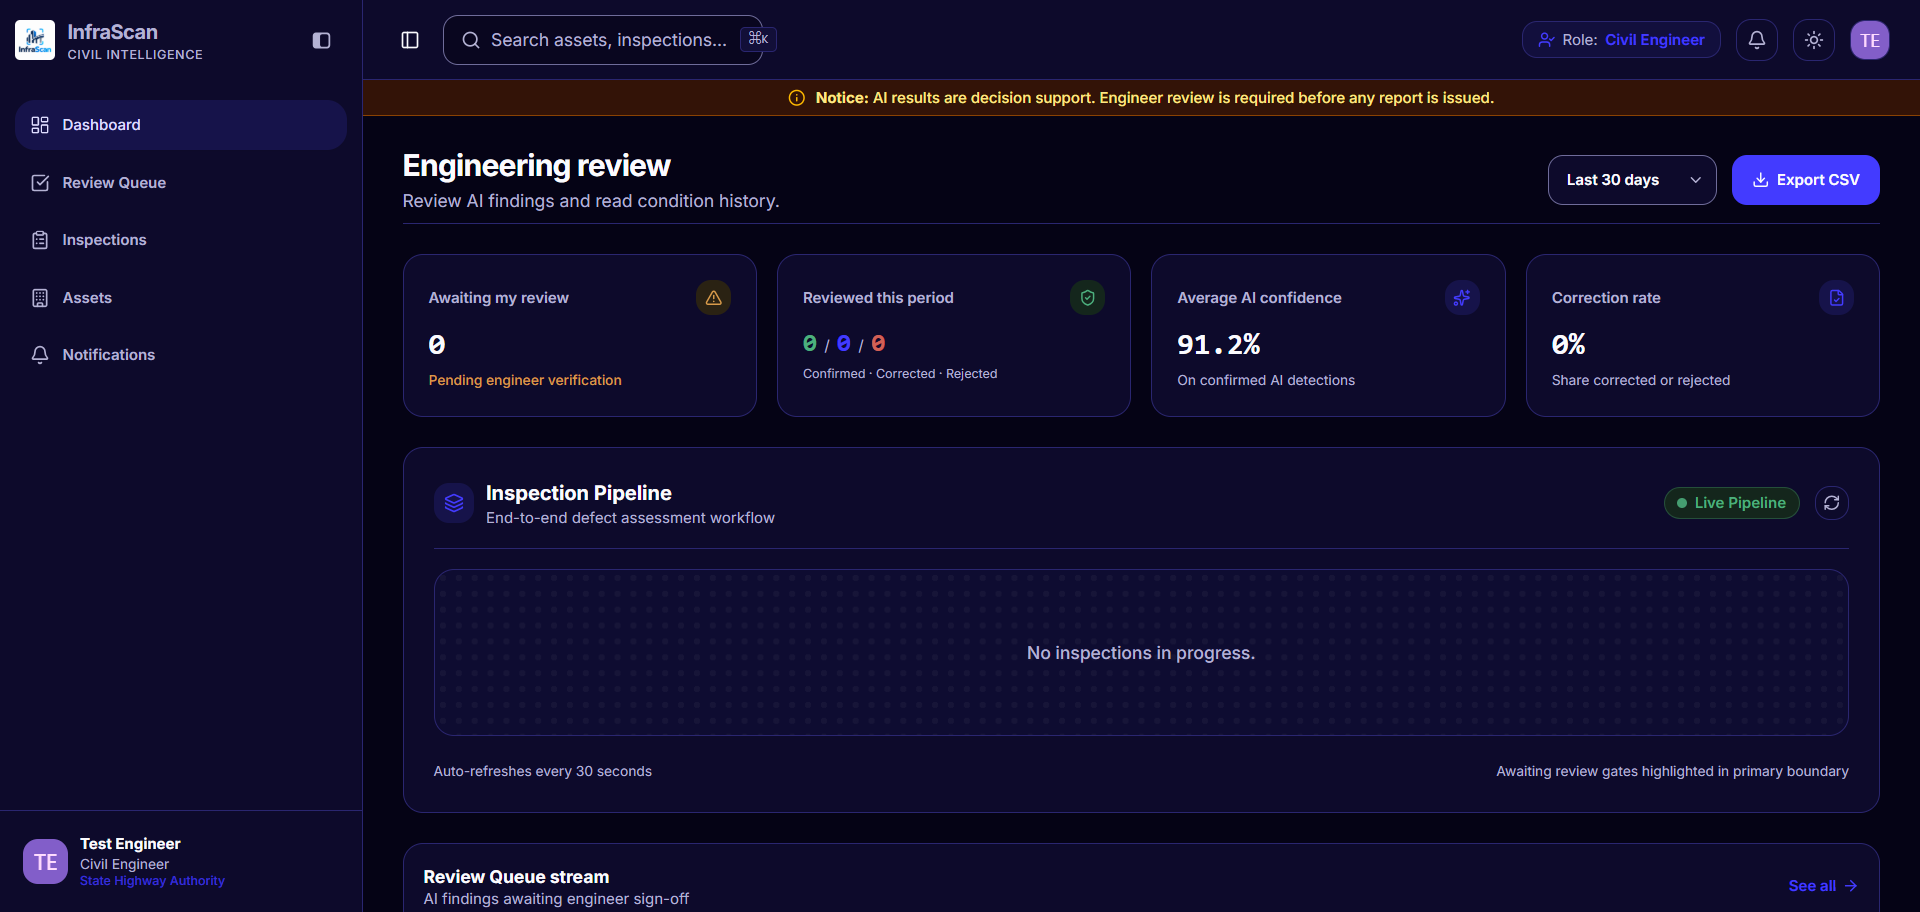 InfraScan
CIVIL INTELLIGENCE
Dashboard
Review Queue
Inspections
Assets
Notifications
Test Engineer
Civil Engineer
State Highway Authority
TE
Search assets, inspections...
⌘K
Role: Civil Engineer
TE
Notice: AI results are decision support. Engineer review is required before any report is issued.
Engineering review
Review AI findings and read condition history.
Last 30 days
Export CSV
Awaiting my review
0
Pending engineer verification
Reviewed this period
0 / 0 / 0
Confirmed · Corrected · Rejected
Average AI confidence
91.2%
On confirmed AI detections
Correction rate
0%
Share corrected or rejected
Inspection Pipeline
End-to-end defect assessment workflow
Live Pipeline
No inspections in progress.
Auto-refreshes every 30 seconds
Awaiting review gates highlighted in primary boundary
Review Queue stream
AI findings awaiting engineer sign-off
See all